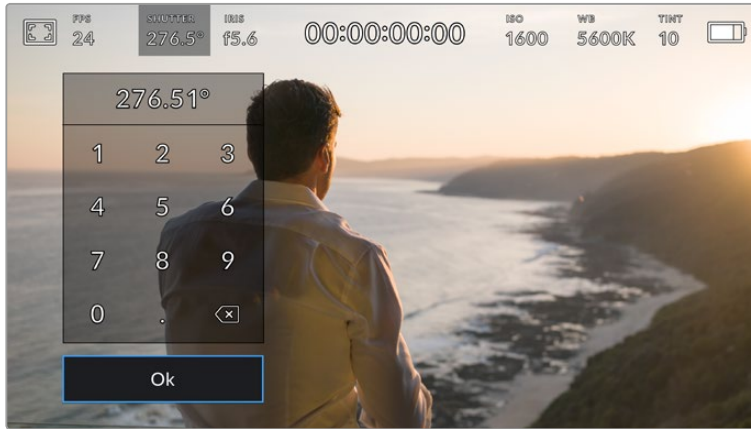 FPS SHUTTER IRIS ISO WB TINT
24 276.5° f5.6 00:00:00:00 1600 5600K 10
276.51°
1 2 3
4 5 6
7 8 9
0 .
Ok